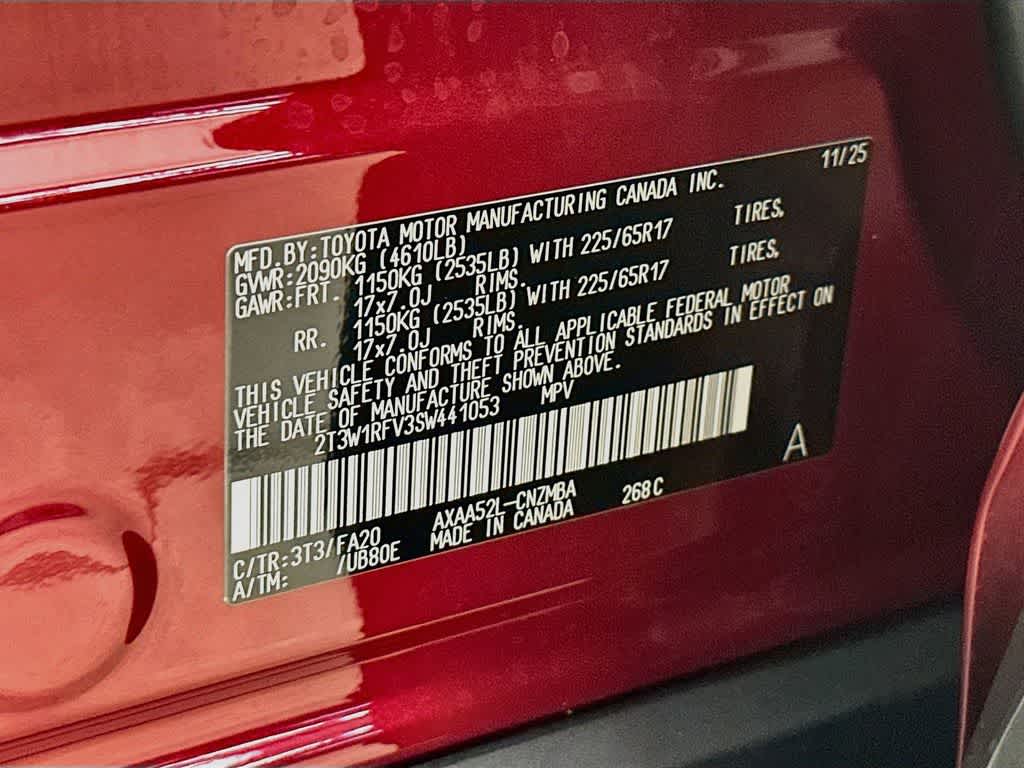 11/25
MFD.BY:TOYOTA MOTOR MANUFACTURING CANADA INC.
GVWR:2090KG (4610LB)
GAWR:FRT. 1150KG (2535LB) WITH 225/65R17 TIRES,
17x7.0J RIMS.
RR. 1150KG (2535LB) WITH 225/65R17 TIRES,
17x7.0J RIMS.
THIS VEHICLE CONFORMS TO ALL APPLICABLE FEDERAL MOTOR
VEHICLE SAFETY AND THEFT PREVENTION STANDARDS IN EFFECT ON
THE DATE OF MANUFACTURE SHOWN ABOVE.
2T3W1RFV3SW441053 MPV
A
AXAA52L-CNZMBA 268C
C/TR:3T3/FA20 MADE IN CANADA
A/TM: /UB80E